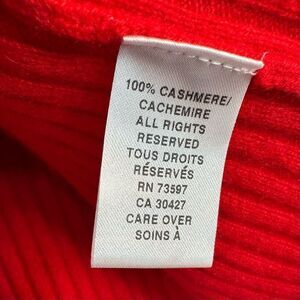 100% CASHMERE/
CACHEMIRE
ALL RIGHTS
RESERVED
TOUS DROITS
RÉSERVÉS
RN 73597
CA 30427
CARE OVER
SOINS À